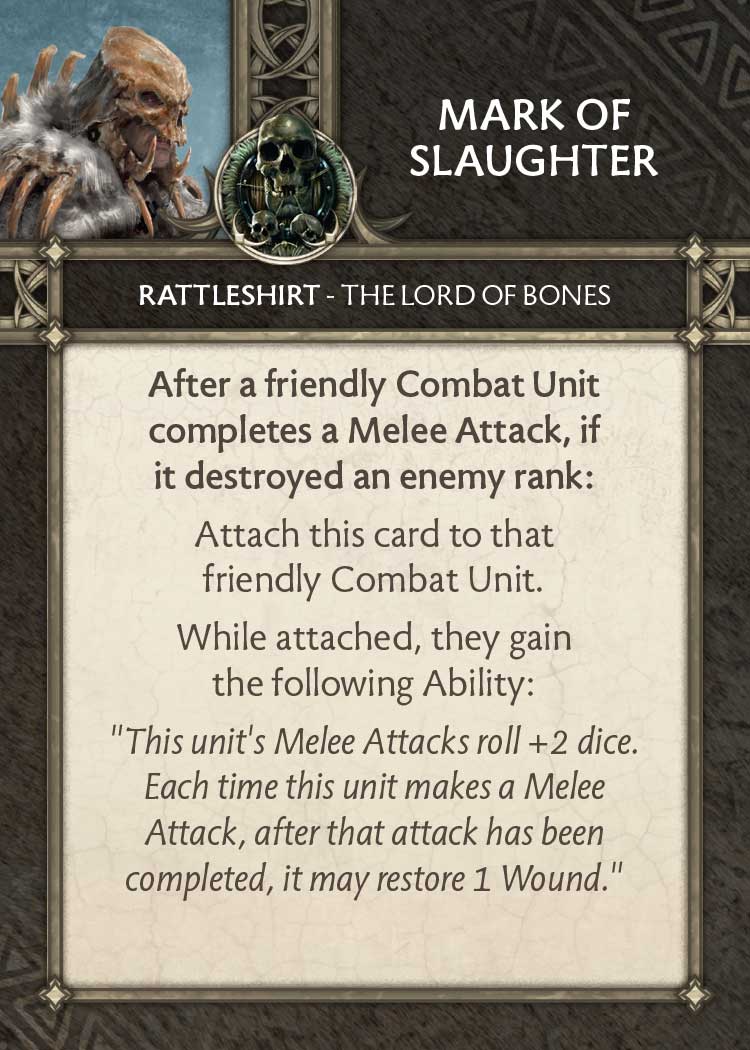 MARK OF
SLAUGHTER
RATTLESHIRT - THE LORD OF BONES
After a friendly Combat Unit
completes a Melee Attack, if
it destroyed an enemy rank:
Attach this card to that
friendly Combat Unit.
While attached, they gain
the following Ability:
"This unit's Melee Attacks roll +2 dice.
Each time this unit makes a Melee
Attack, after that attack has been
completed, it may restore 1 Wound."